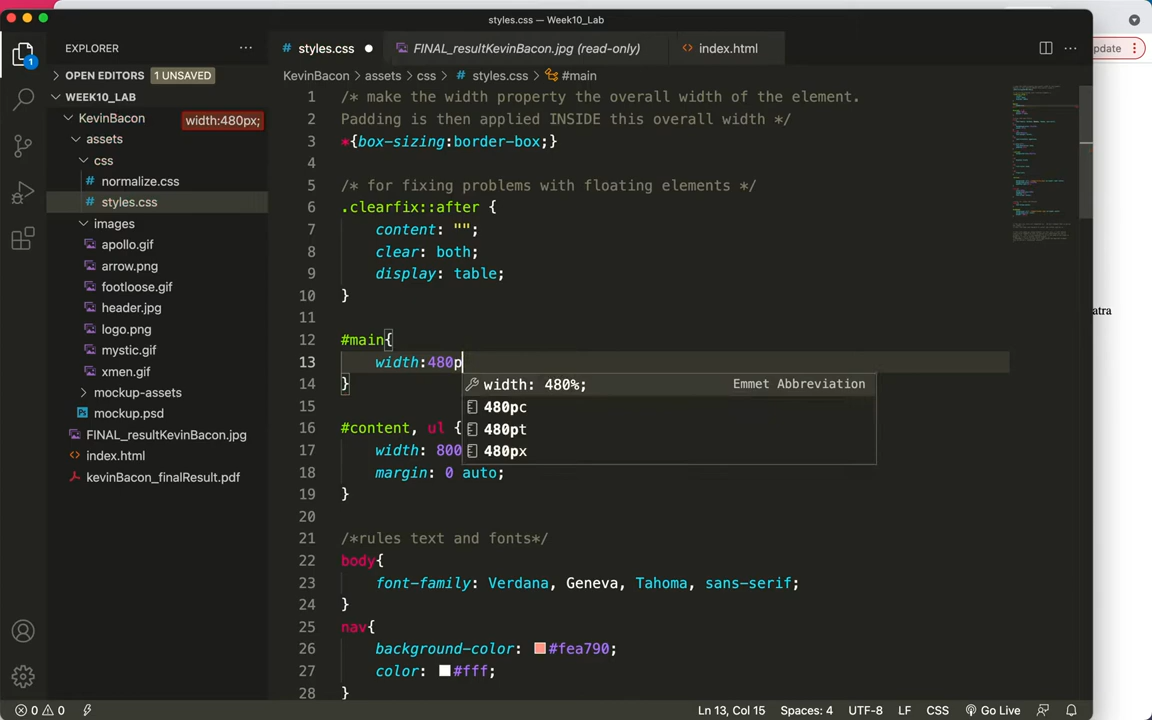 styles.css — Week10_Lab
EXPLORER
styles.css
FINAL_resultKevinBacon.jpg (read-only)
index.html
update
OPEN EDITORS 1 UNSAVED
KevinBacon > assets > css > # styles.css > #main
WEEK10_LAB
KevinBacon
width:480px;
assets
css
# normalize.css
# styles.css
images
apollo.gif
arrow.png
footloose.gif
header.jpg
logo.png
mystic.gif
xmen.gif
mockup-assets
mockup.psd
FINAL_resultKevinBacon.jpg
index.html
kevinBacon_finalResult.pdf
1 /* make the width property the overall width of the element.
2 Padding is then applied INSIDE this overall width */
3 *{box-sizing:border-box;}
4
5 /* for fixing problems with floating elements */
6 .clearfix::after {
7 content: "";
8 clear: both;
9 display: table;
10 }
11
12 #main{
13 width:480p
14 }
width: 480%; Emmet Abbreviation
480pc
480pt
480px
15
16 #content, ul {
17 width: 800
18 margin: 0 auto;
19 }
20
21 /*rules text and fonts*/
22 body{
23 font-family: Verdana, Geneva, Tahoma, sans-serif;
24 }
25 nav{
26 background-color: #fea790;
27 color: #fff;
28 }
atra
0 0 Ln 13, Col 15 Spaces: 4 UTF-8 LF CSS Go Live